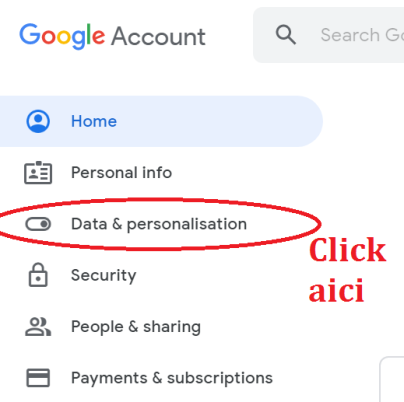 Google Account
Search Go
Home
Personal info
Data & personalisation
Click
aici
Security
People & sharing
Payments & subscriptions